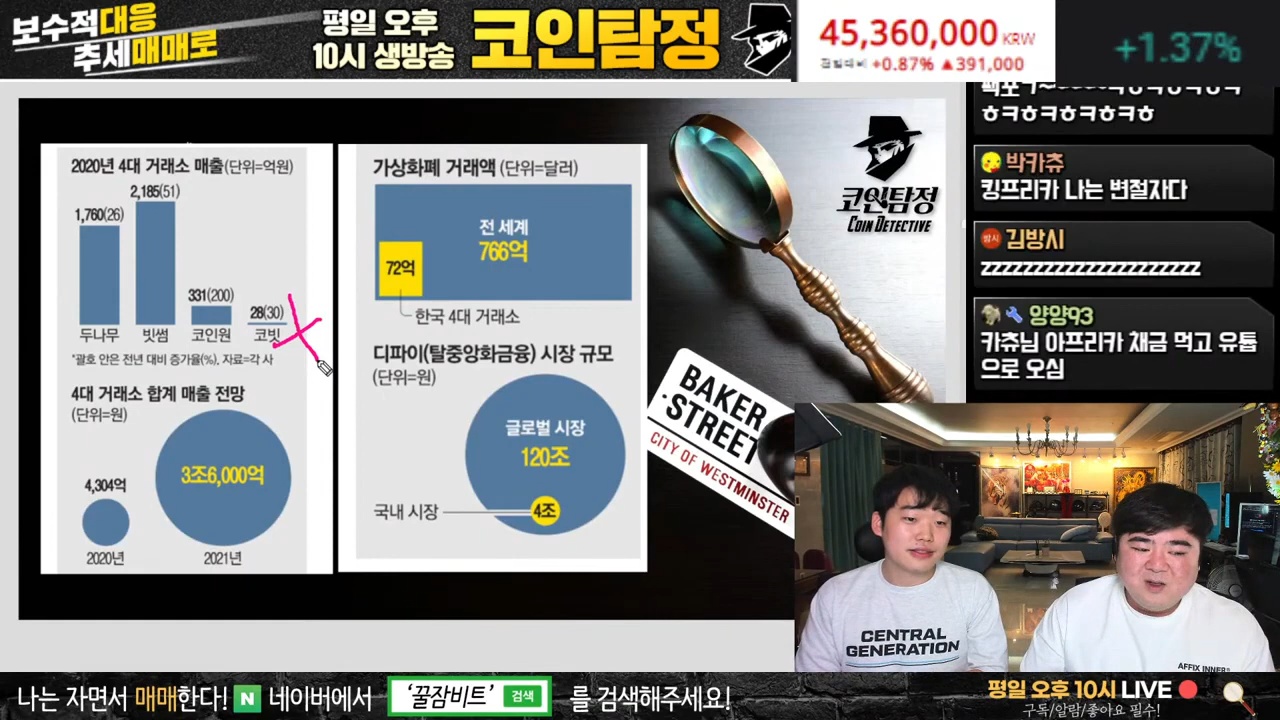 보수적대응
추세매매로
평일 오후
10시 생방송
코인탐정
45,360,000 KRW
전일대비 +0.87% ▲391,000
+1.37%
ㅎㅋㅎㅋㅎㅋㅎㅋㅎ
박카츄
킹프리카 나는 변절자다
김방시
zzzzzzzzzzzzzzzzzzzzzz
양양93
카츄님 아프리카 채금 먹고 유튭
으로 오심
2020년 4대 거래소 매출(단위=억원)
1,760(26)
2,185(51)
331(200)
28(30)
두나무
빗썸
코인원
코빗
*괄호 안은 전년 대비 증가율(%), 자료=각 사
4대 거래소 합계 매출 전망
(단위=원)
4,304억
3조6,000억
2020년
2021년
가상화폐 거래액 (단위=달러)
전 세계
766억
72억
한국 4대 거래소
디파이(탈중앙화금융) 시장 규모
(단위=원)
글로벌 시장
120조
국내 시장
4조
코인탐정
COIN DETECTIVE
BAKER
STREET
CITY OF WESTMINSTER
CENTRAL
GENERATION
AFFIX INNER
나는 자면서 매매한다! N 네이버에서 '꿀잠비트' 검색 를 검색해주세요!
평일 오후 10시 LIVE
구독/알람/좋아요 필수!